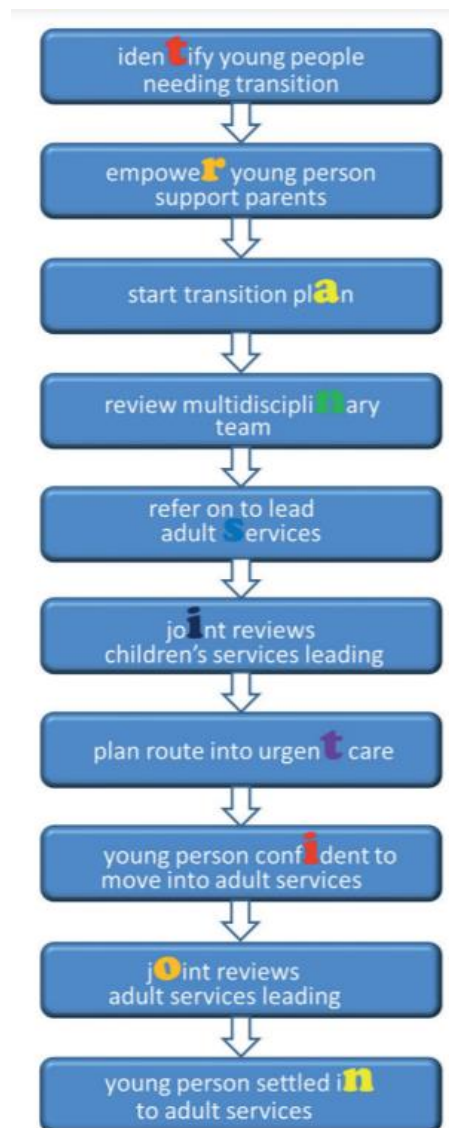 identify young people
needing transition
empower young person
support parents
start transition plan
review multidisciplinary
team
refer on to lead
adult services
joint reviews
children's services leading
plan route into urgent care
young person confident to
move into adult services
joint reviews
adult services leading
young person settled in
to adult services